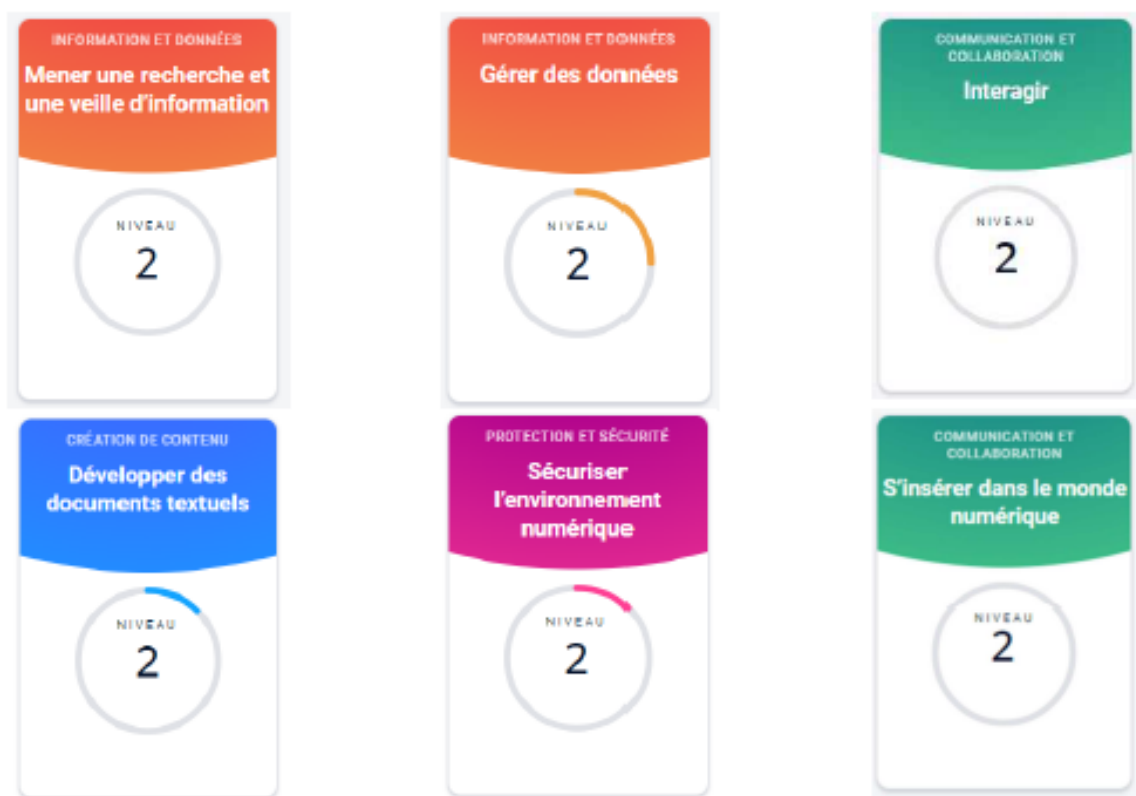 INFORMATION ET DONNÉES
Mener une recherche et
une veille d'information
NIVEAU
2
INFORMATION ET DONNÉES
Gérer des données
NIVEAU
2
COMMUNICATION ET
COLLABORATION
Interagir
NIVEAU
2
CRÉATION DE CONTENU
Développer des
documents textuels
NIVEAU
2
PROTECTION ET SÉCURITÉ
Sécuriser
l'environnement
numérique
NIVEAU
2
COMMUNICATION ET
COLLABORATION
S'insérer dans le monde
numérique
NIVEAU
2